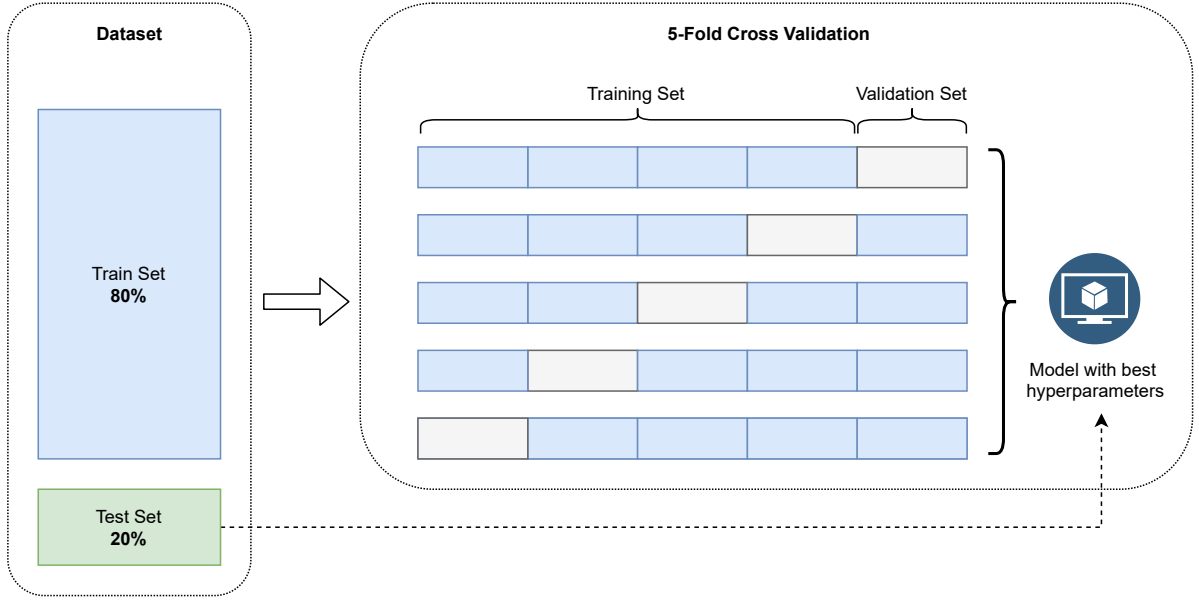 Dataset
Train Set
80%
Test Set
20%
5-Fold Cross Validation
Training Set
Validation Set
Model with best
hyperparameters